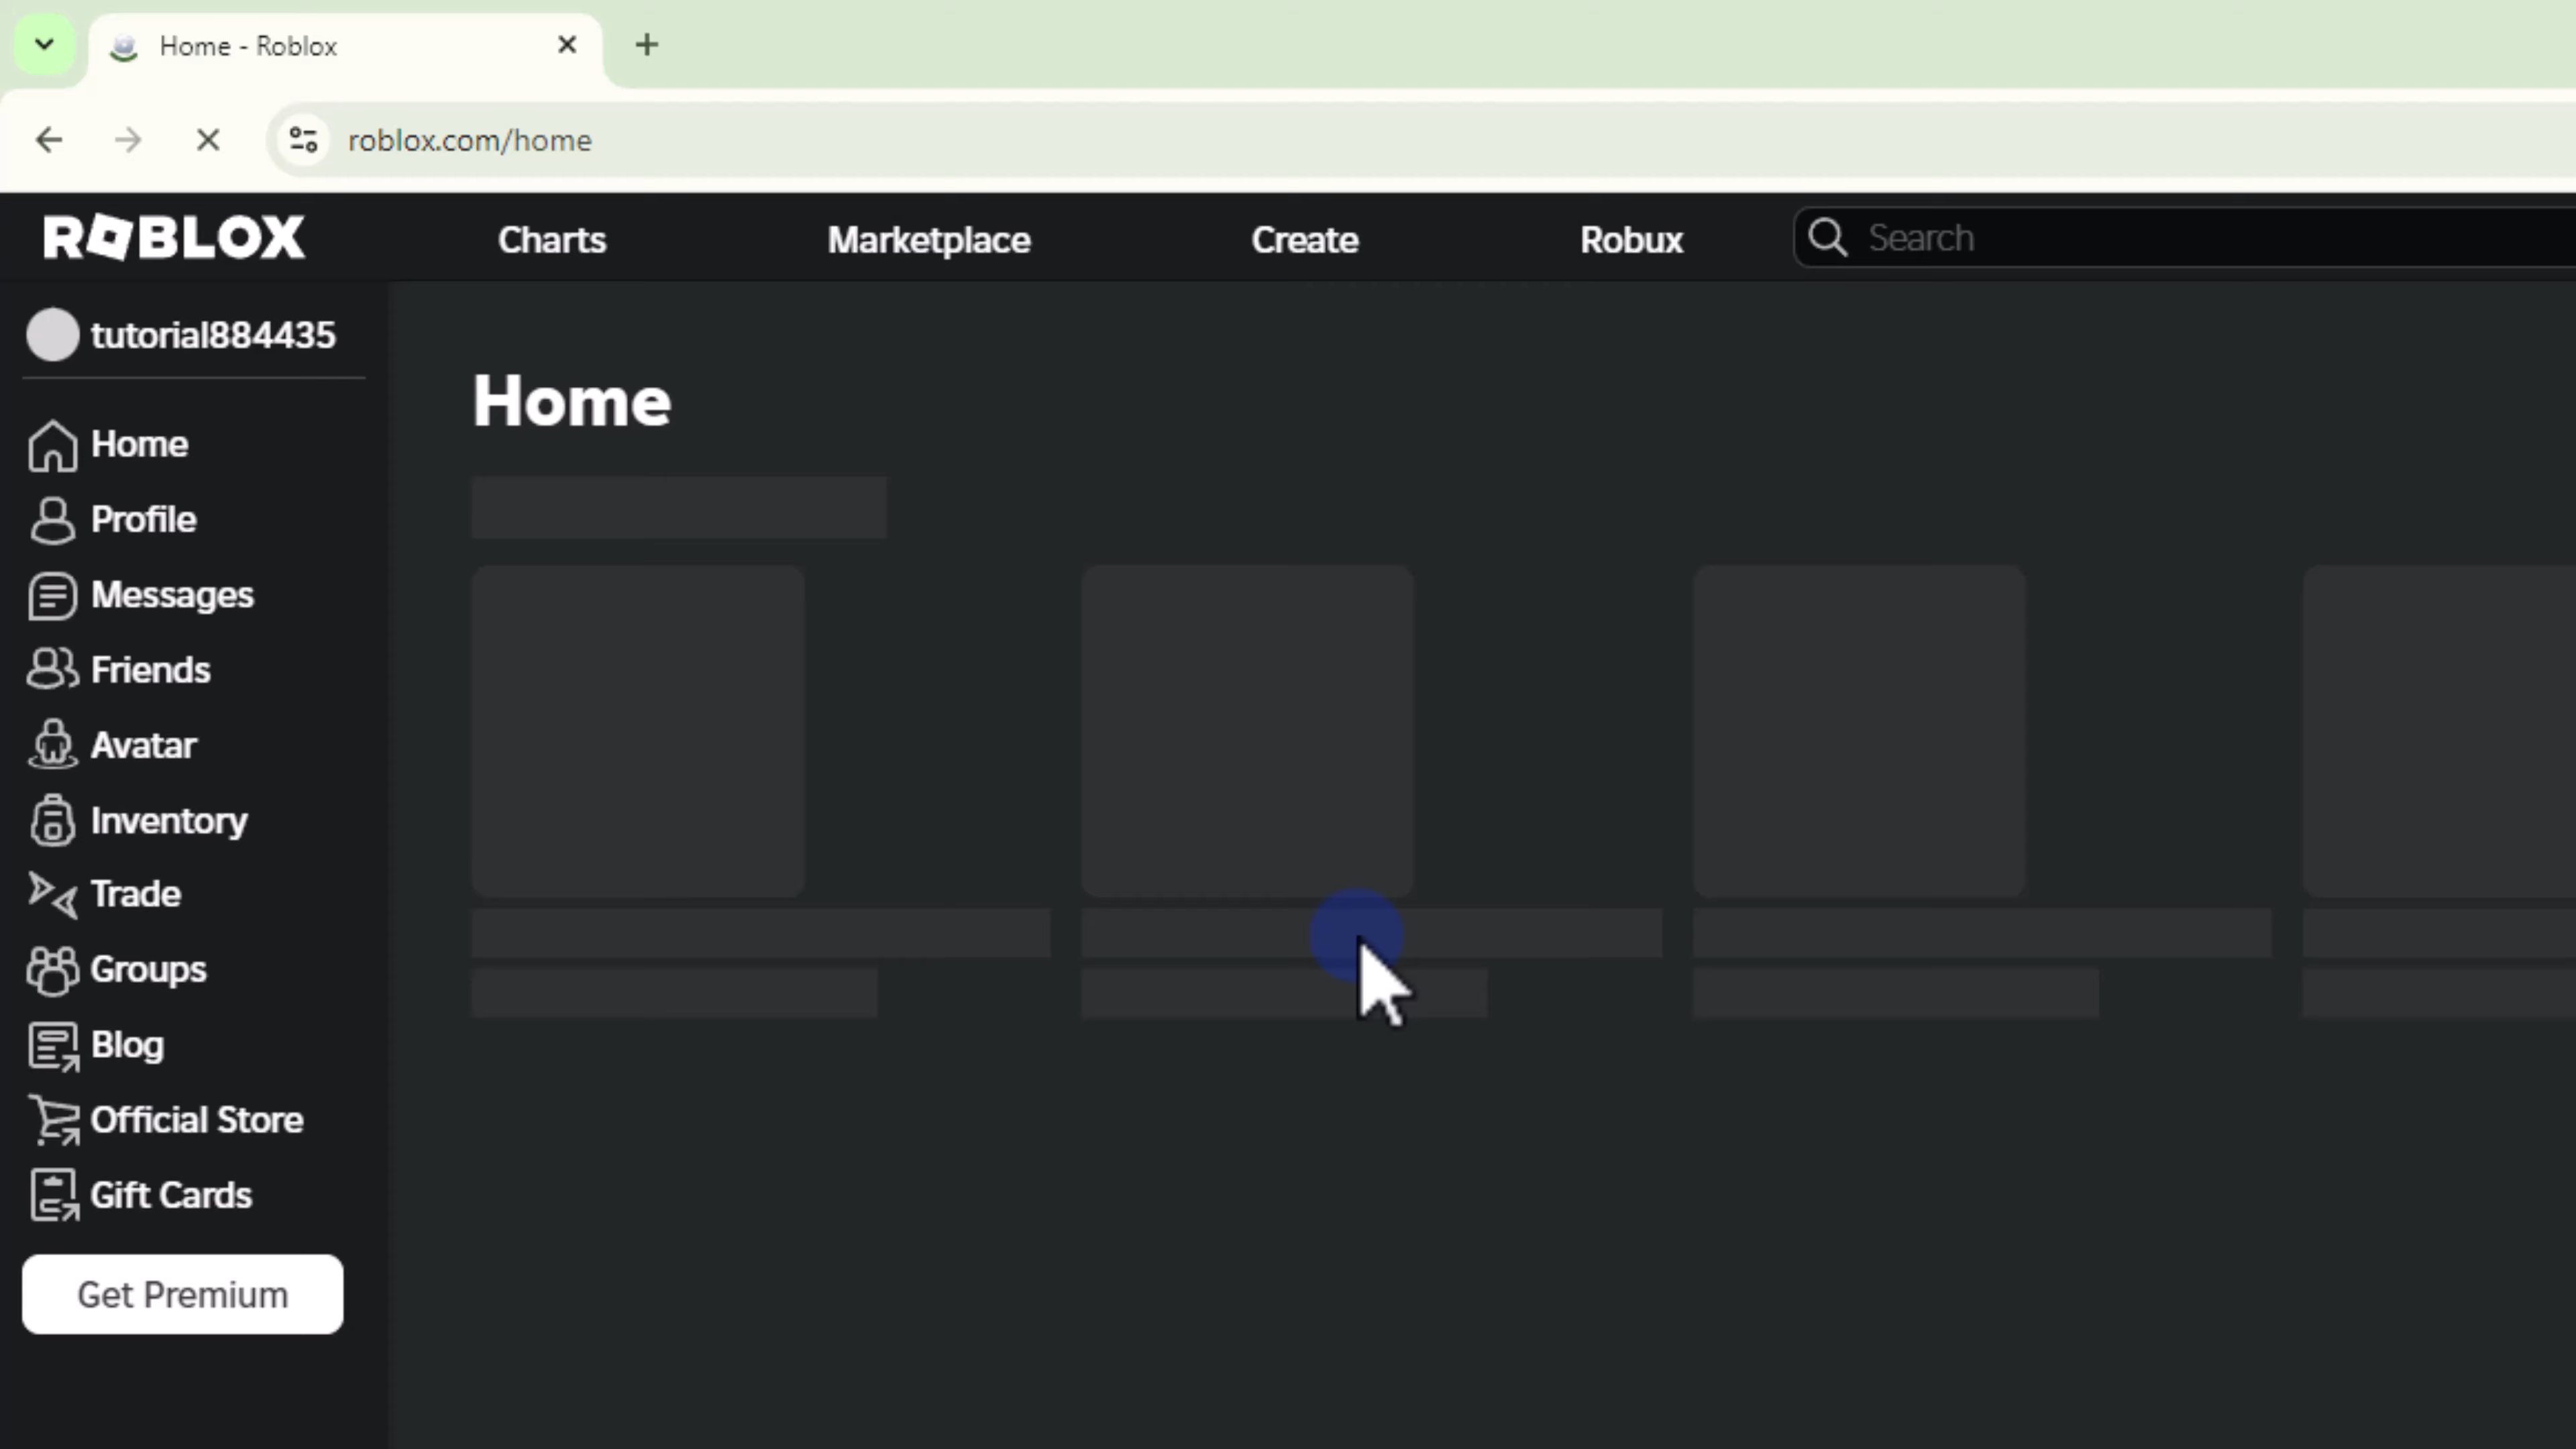 Home - Roblox
roblox.com/home
ROBLOX
Charts
Marketplace
Create
Robux
Search
tutorial884435
Home
Profile
Messages
Friends
Avatar
Inventory
Trade
Groups
Blog
Official Store
Gift Cards
Get Premium
Home